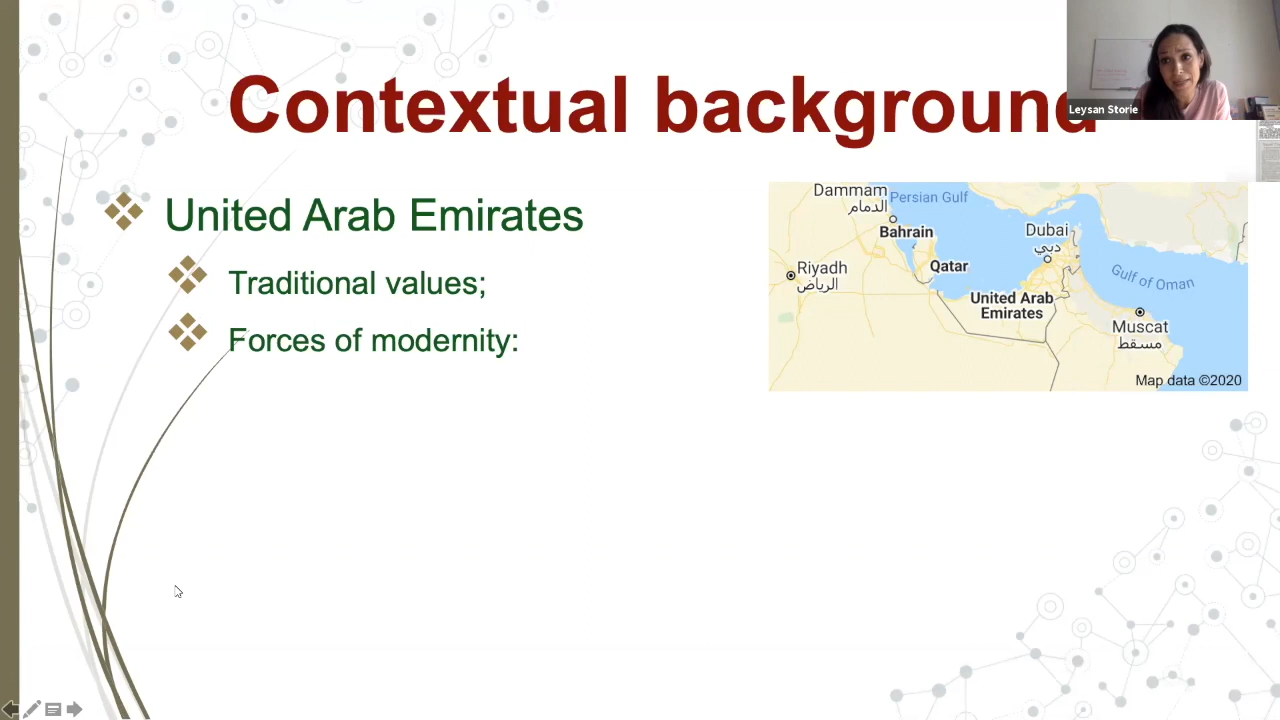 Contextual background
Leysan Storie
United Arab Emirates
Traditional values;
Forces of modernity:
Dammam
الدمام
Persian Gulf
Bahrain
Dubai
دبي
Riyadh
الرياض
Qatar
Gulf of Oman
United Arab
Emirates
Muscat
مسقط
Map data ©2020